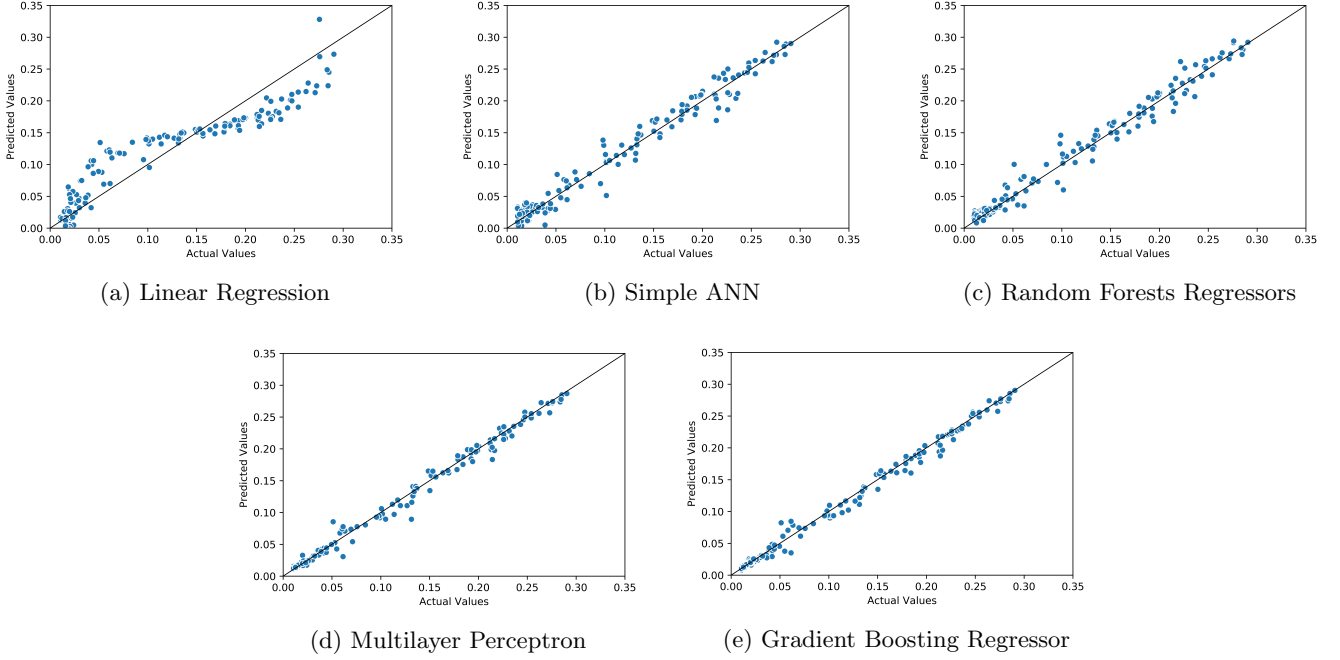 0.35
0.30
0.25
0.20
0.15
0.10
0.05
0.00
Predicted Values
0.00 0.05 0.10 0.15 0.20 0.25 0.30 0.35
Actual Values
(a) Linear Regression
0.35
0.30
0.25
0.20
0.15
0.10
0.05
0.00
Predicted Values
0.00 0.05 0.10 0.15 0.20 0.25 0.30 0.35
Actual Values
(b) Simple ANN
0.35
0.30
0.25
0.20
0.15
0.10
0.05
0.00
Predicted Values
0.00 0.05 0.10 0.15 0.20 0.25 0.30 0.35
Actual Values
(c) Random Forests Regressors
0.35
0.30
0.25
0.20
0.15
0.10
0.05
0.00
Predicted Values
0.00 0.05 0.10 0.15 0.20 0.25 0.30 0.35
Actual Values
(d) Multilayer Perceptron
0.35
0.30
0.25
0.20
0.15
0.10
0.05
0.00
Predicted Values
0.00 0.05 0.10 0.15 0.20 0.25 0.30 0.35
Actual Values
(e) Gradient Boosting Regressor